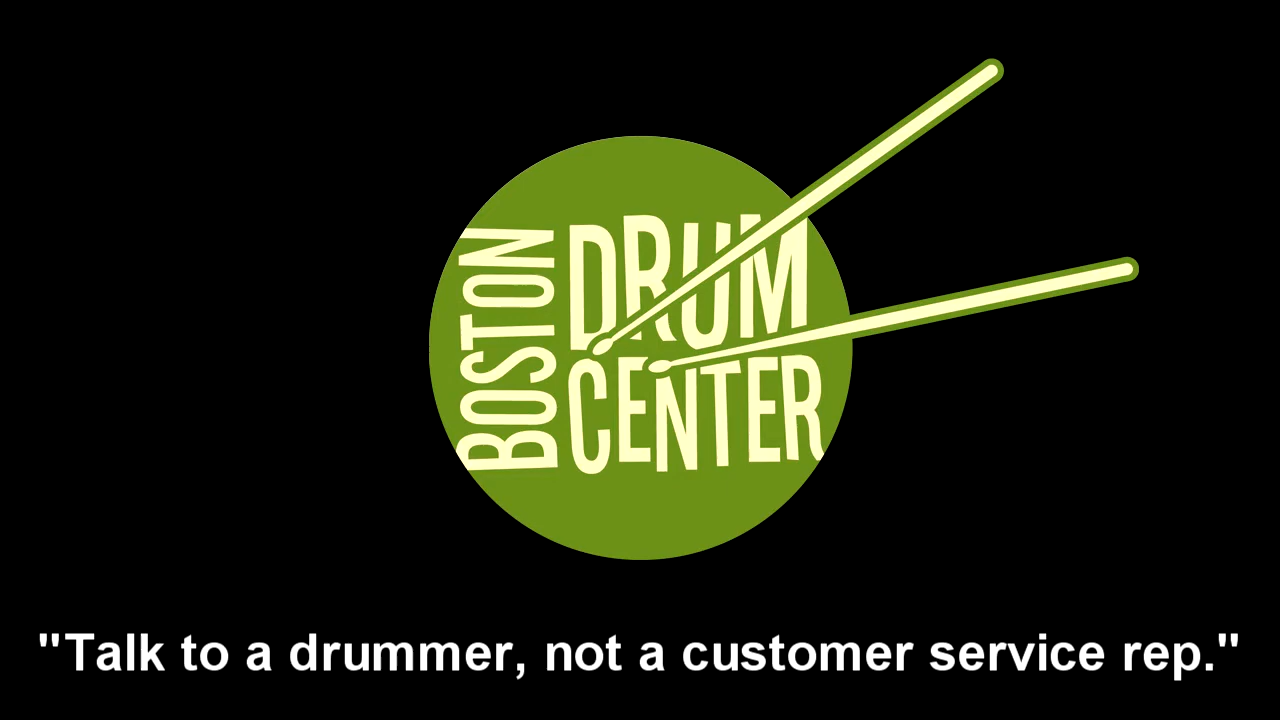 BOSTON
DRUM
CENTER
"Talk to a drummer, not a customer service rep."